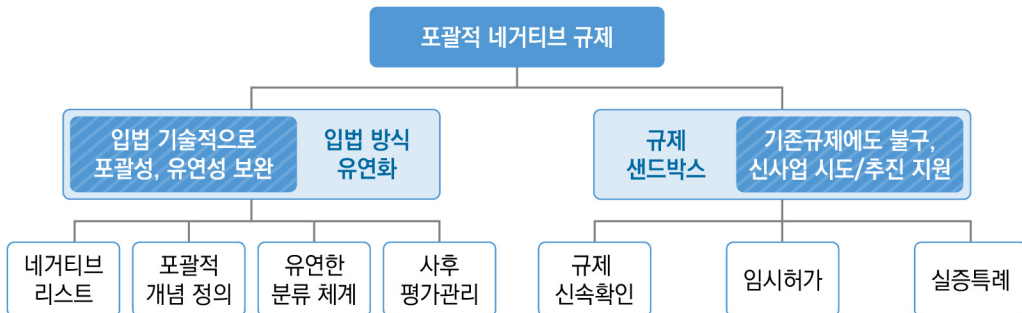 포괄적 네거티브 규제
입법 기술적으로
포괄성, 유연성 보완
입법 방식
유연화
규제
샌드박스
기존규제에도 불구,
신사업 시도/추진 지원
네거티브
리스트
포괄적
개념 정의
유연한
분류 체계
사후
평가관리
규제
신속확인
임시허가
실증특례